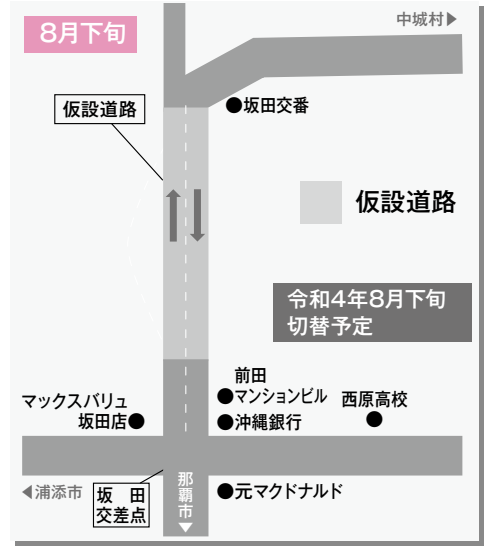 8月下旬
中城村▶
仮設道路
●坂田交番
仮設道路
令和4年8月下旬
切替予定
前田
●マンションビル
西原高校
マックスバリュ
坂田店●
●沖縄銀行
◀浦添市
坂 田
交差点
那覇市▼
●元マクドナルド